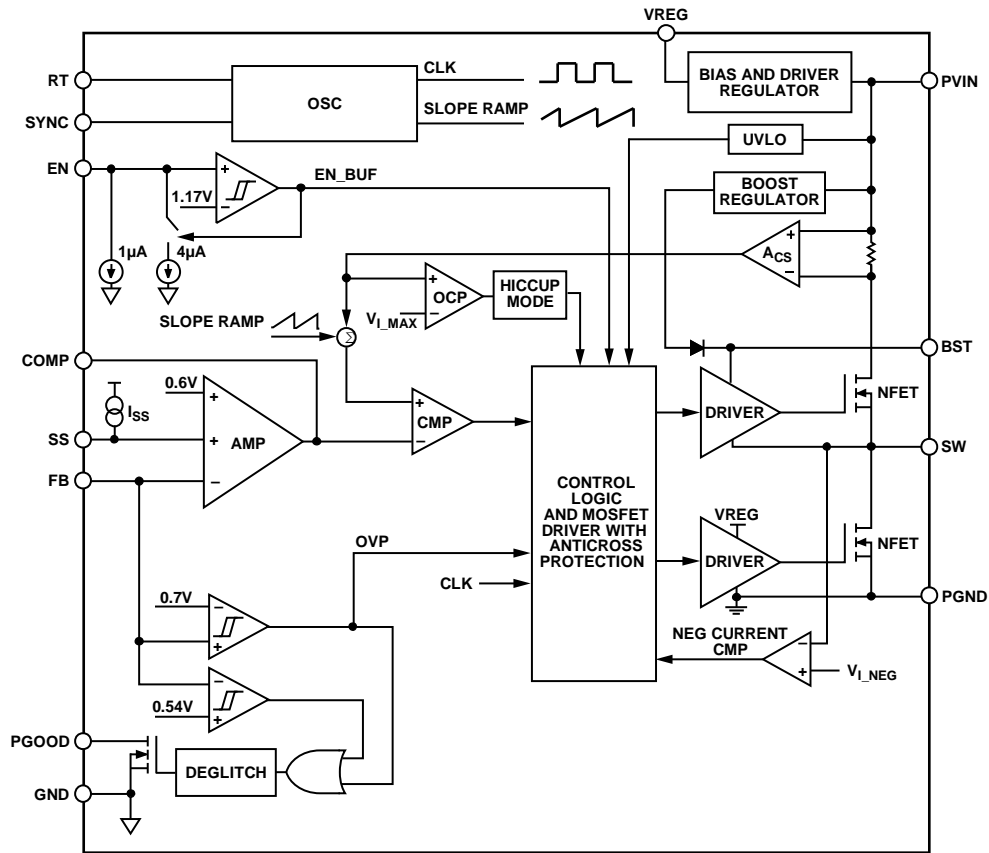 VREG
RT
CLK
BIAS AND DRIVER
REGULATOR
PVIN
OSC
SLOPE RAMP
SYNC
UVLO
EN
EN_BUF
1.17V
BOOST
REGULATOR
1µA
4µA
ACS
OCP
HICCUP
MODE
VI_MAX
SLOPE RAMP
Σ
COMP
BST
0.6V
ISS
CMP
DRIVER
NFET
SS
AMP
SW
FB
CONTROL
LOGIC
AND MOSFET
DRIVER WITH
ANTICROSS
PROTECTION
VREG
OVP
DRIVER
NFET
CLK
0.7V
PGND
NEG CURRENT
CMP
VI_NEG
0.54V
PGOOD
DEGLITCH
GND